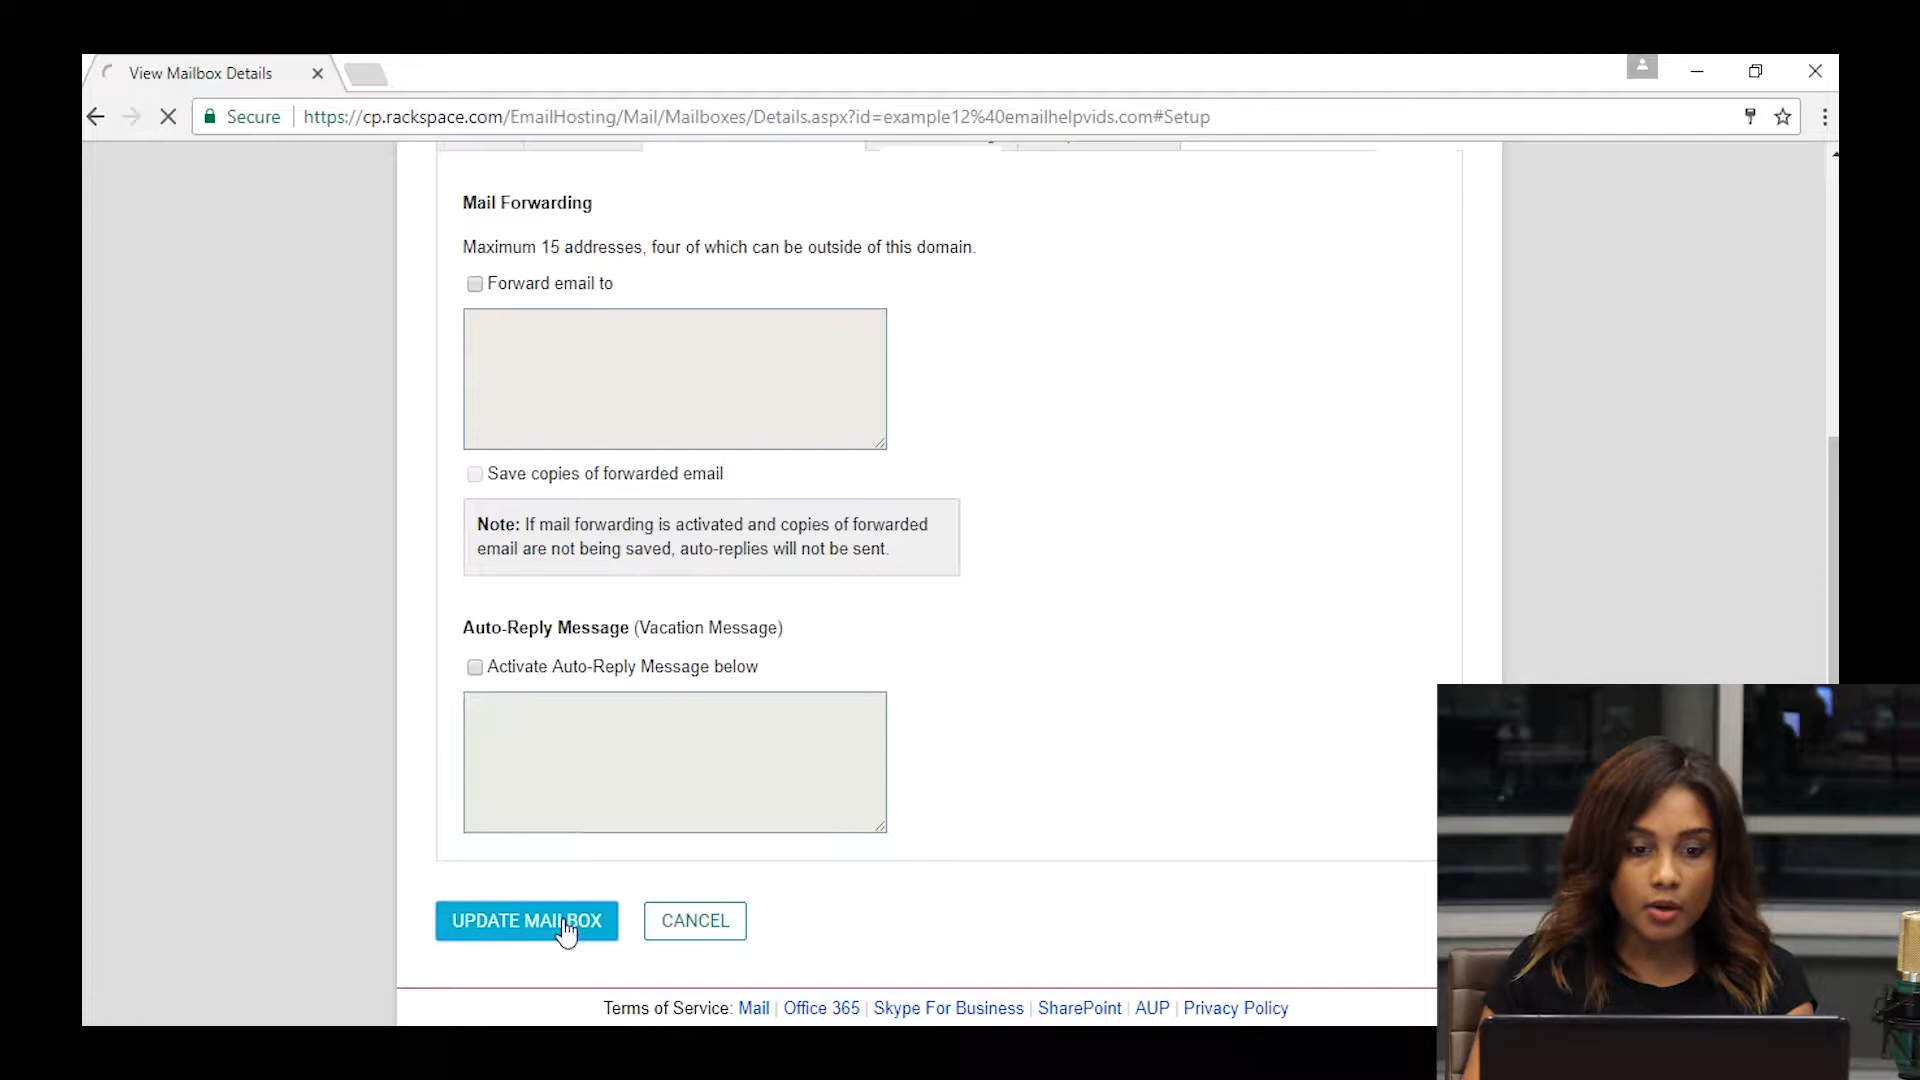 View Mailbox Details
Secure
https://cp.rackspace.com/EmailHosting/Mail/Mailboxes/Details.aspx?id=example12%40emailhelpvids.com#Setup
Mail Forwarding
Maximum 15 addresses, four of which can be outside of this domain.
Forward email to
Save copies of forwarded email
Note: If mail forwarding is activated and copies of forwarded
email are not being saved, auto-replies will not be sent.
Auto-Reply Message (Vacation Message)
Activate Auto-Reply Message below
UPDATE MAILBOX
CANCEL
Terms of Service: Mail | Office 365 | Skype For Business | SharePoint | AUP | Privacy Policy